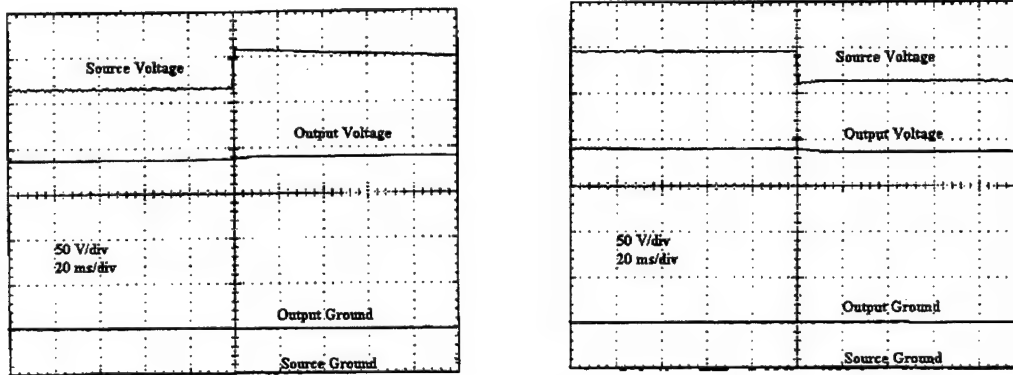 Source Voltage
Output Voltage
50 V/div
20 ms/div
Output Ground
Source Ground
Source Voltage
Output Voltage
50 V/div
20 ms/div
Output Ground
Source Ground